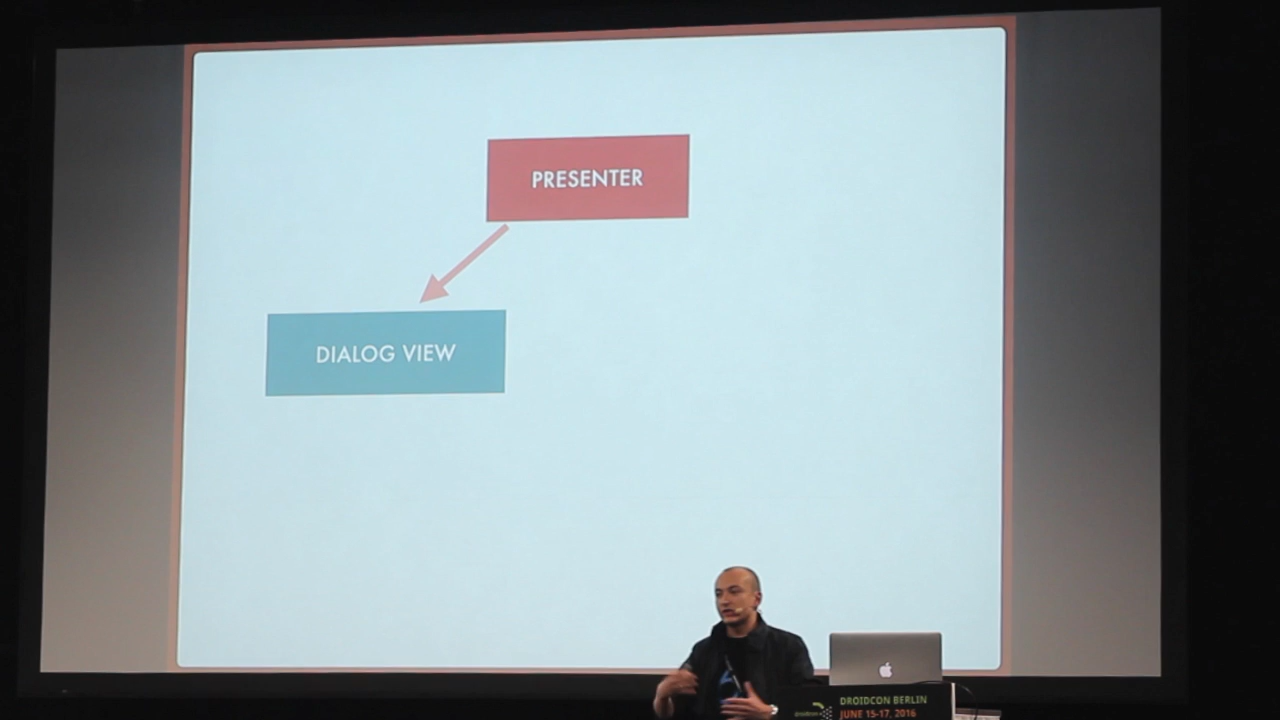 PRESENTER
DIALOG VIEW
DROIDCON BERLIN
JUNE 15-17, 2016